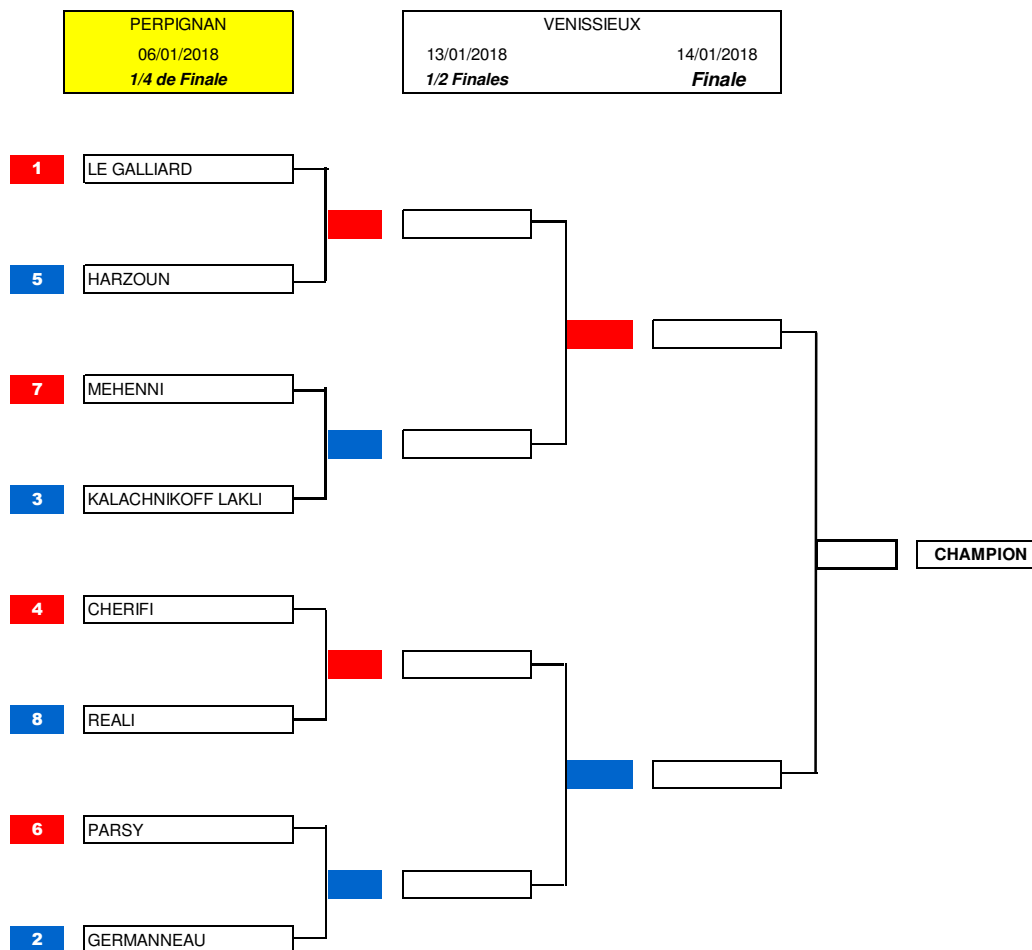 PERPIGNAN
06/01/2018
1/4 de Finale
VENISSIEUX
13/01/2018 14/01/2018
1/2 Finales Finale
1 LE GALLIARD
5 HARZOUN
7 MEHENNI
3 KALACHNIKOFF LAKLI
CHAMPION
4 CHERIFI
8 REALI
6 PARSY
2 GERMANNEAU